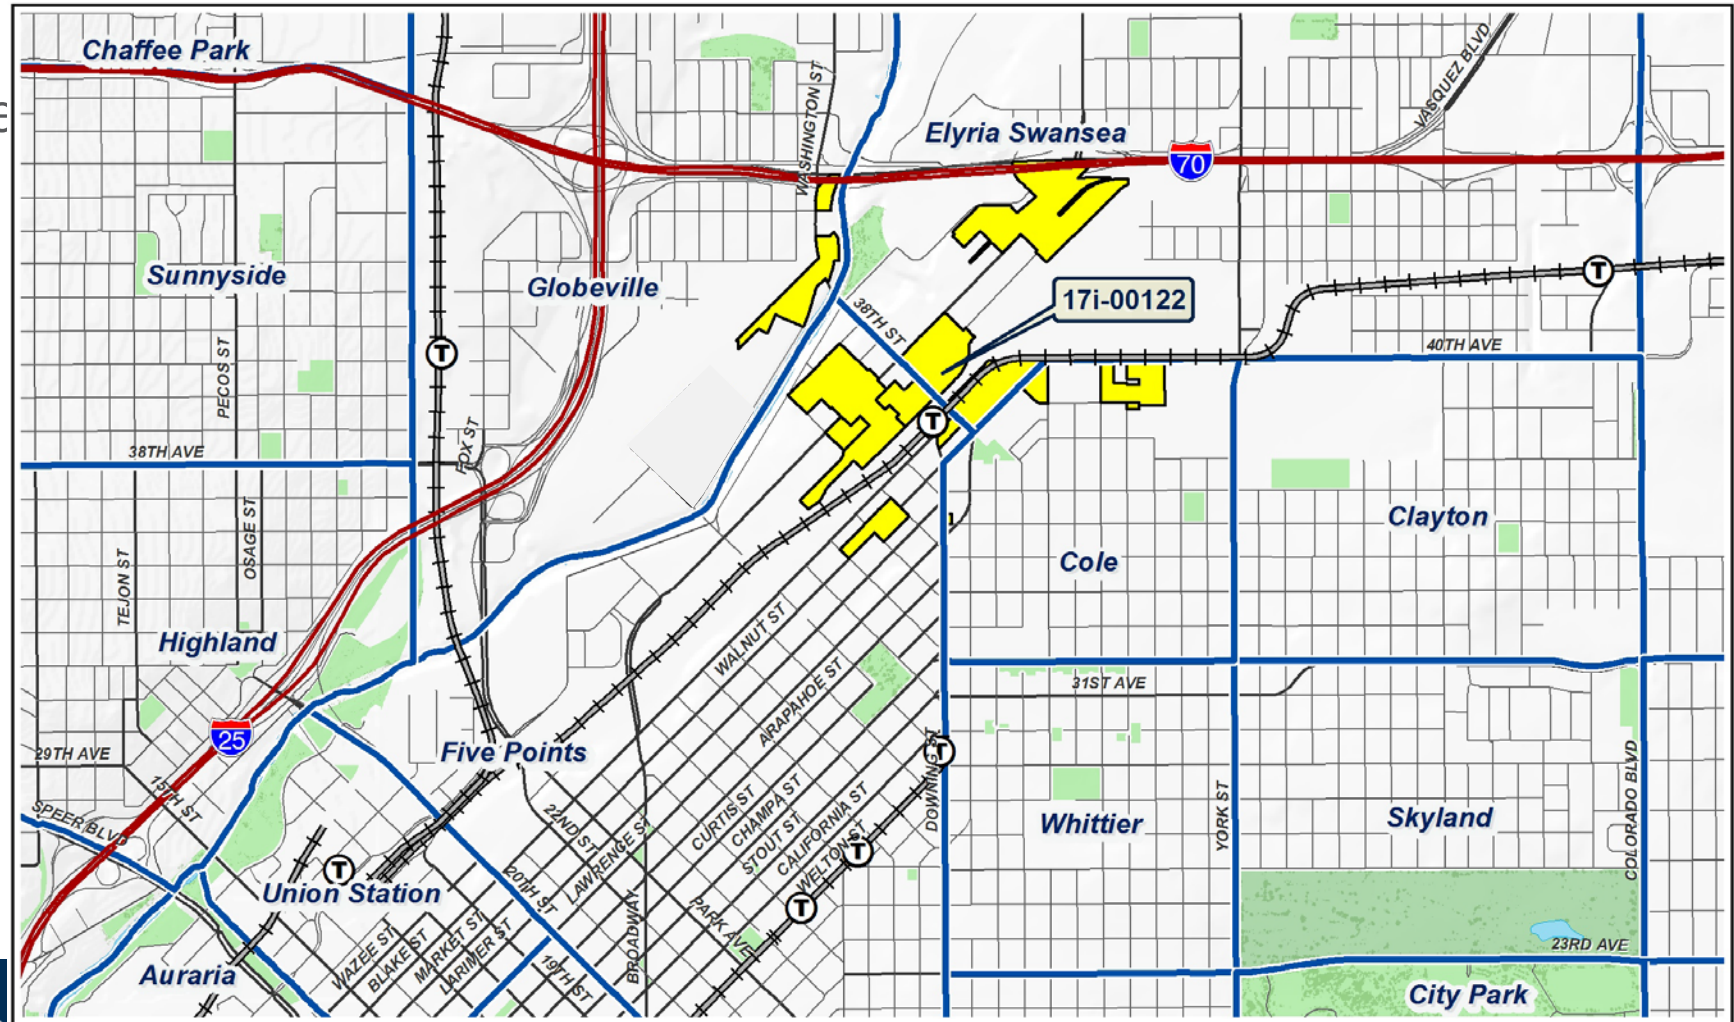 Chaffee Park
VASQUEZ BLVD
WASHINGTON ST
Elyria Swansea
70
Sunnyside
Globeville
T
17i-00122
38TH ST
PECOS ST
T
40TH AVE
FOX ST
T
38TH AVE
OSAGE ST
Clayton
TEJON ST
Cole
WALNUT ST
Highland
ARAPAHOE ST
31ST AVE
25
29TH AVE
Five Points
T
DOWNING ST
YORK ST
COLORADO BLVD
15TH ST
SPEER BLVD
22ND ST
LAWRENCE ST
CURTIS ST
CHAMPA ST
STOUT ST
CALIFORNIA ST
WELTON ST
T
Whittier
Skyland
T
Union Station
20TH ST
T
PARK AVE
BROADWAY
WAZEE ST
BLAKE ST
MARKET ST
LARIMER ST
19TH ST
23RD AVE
Auraria
City Park